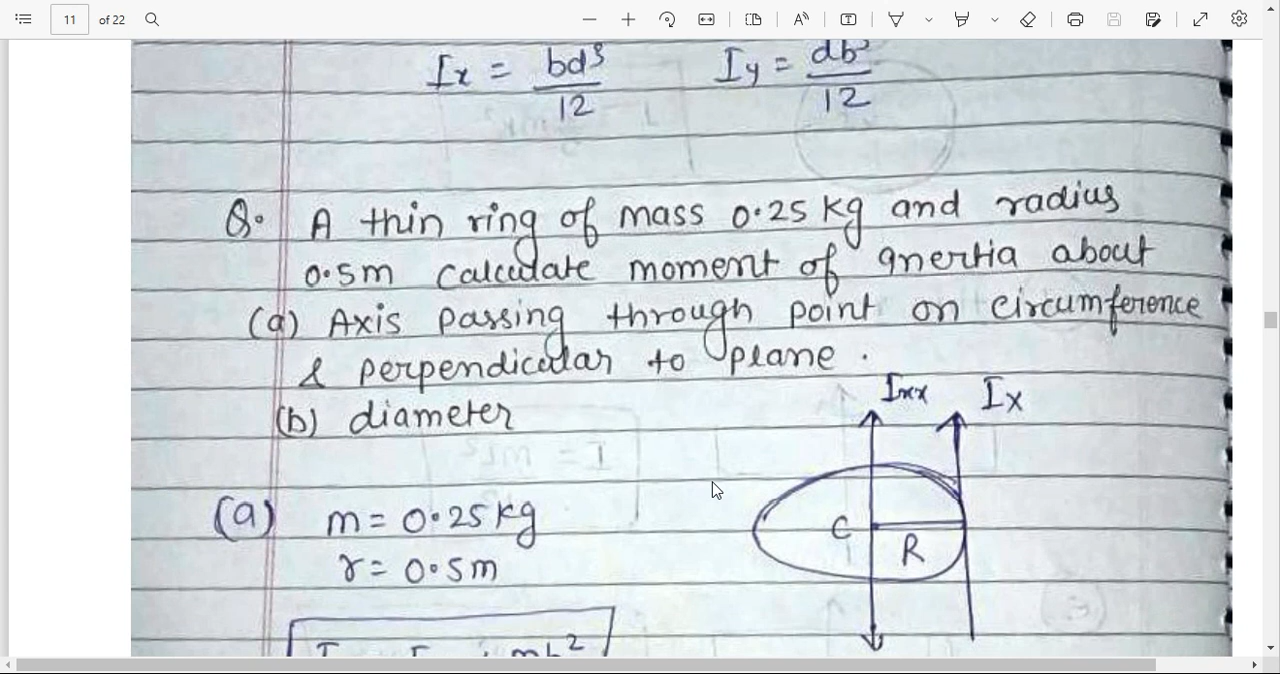 11 of 22
Ix = bd³/12 Iy = db³/12
Q. A thin ring of mass 0.25 kg and radius
0.5m calculate moment of Inertia about
(a) Axis passing through point on circumference
& perpendicular to plane.
(b) diameter
Ixx Ix
(a) m = 0.25 kg
C
R
r = 0.5m
mh²